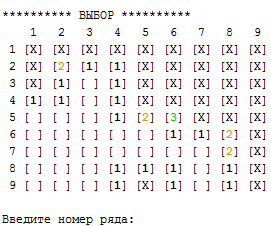 ********** ВЫБОР **********
    1   2   3   4   5   6   7   8   9
1 [X] [X] [X] [X] [X] [X] [X] [X] [X]
2 [X] [2] [1] [1] [X] [X] [X] [X] [X]
3 [X] [1] [ ] [1] [X] [X] [X] [X] [X]
4 [1] [1] [ ] [1] [X] [X] [X] [X] [X]
5 [ ] [ ] [ ] [1] [2] [3] [X] [X] [X]
6 [ ] [ ] [ ] [ ] [ ] [1] [1] [2] [X]
7 [ ] [ ] [ ] [ ] [ ] [ ] [ ] [2] [X]
8 [ ] [ ] [ ] [1] [1] [1] [ ] [1] [X]
9 [ ] [ ] [ ] [1] [X] [1] [ ] [1] [X]
Введите номер ряда: